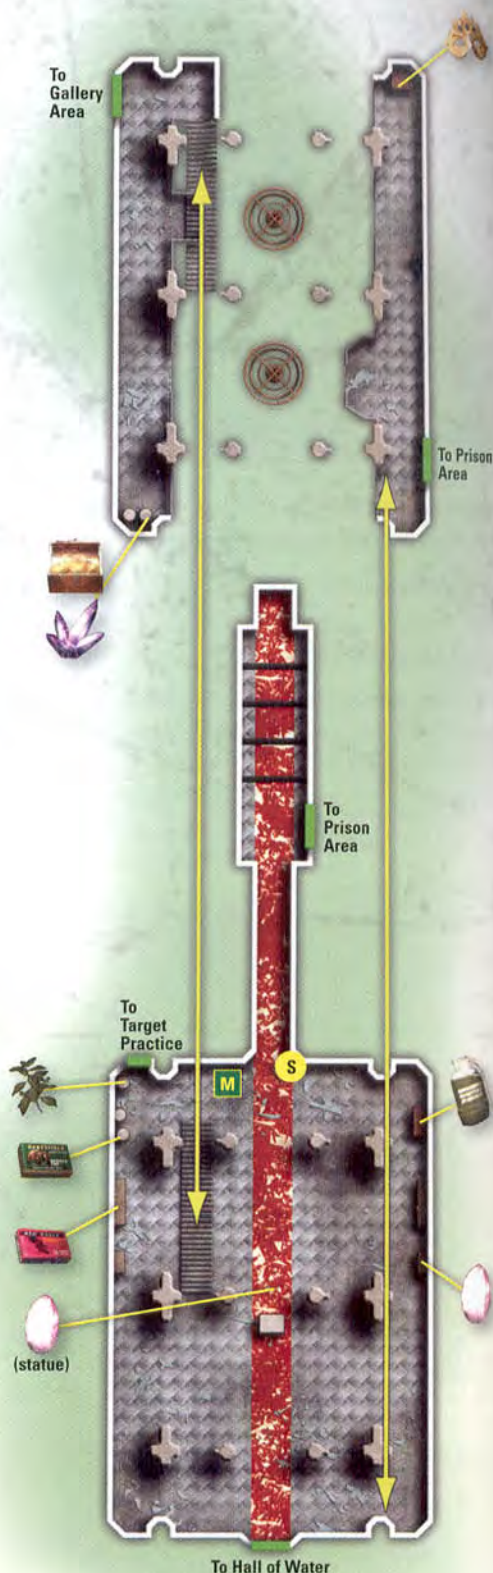 To
Gallery
Area
To Prison
Area
To
Prison
Area
To
Target
Practice
S
M
(statue)
To Hall of Water